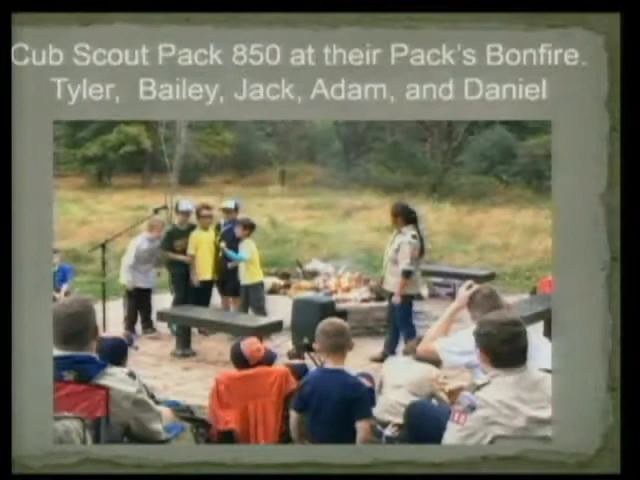 Cub Scout Pack 850 at their Pack's Bonfire.
Tyler, Bailey, Jack, Adam, and Daniel